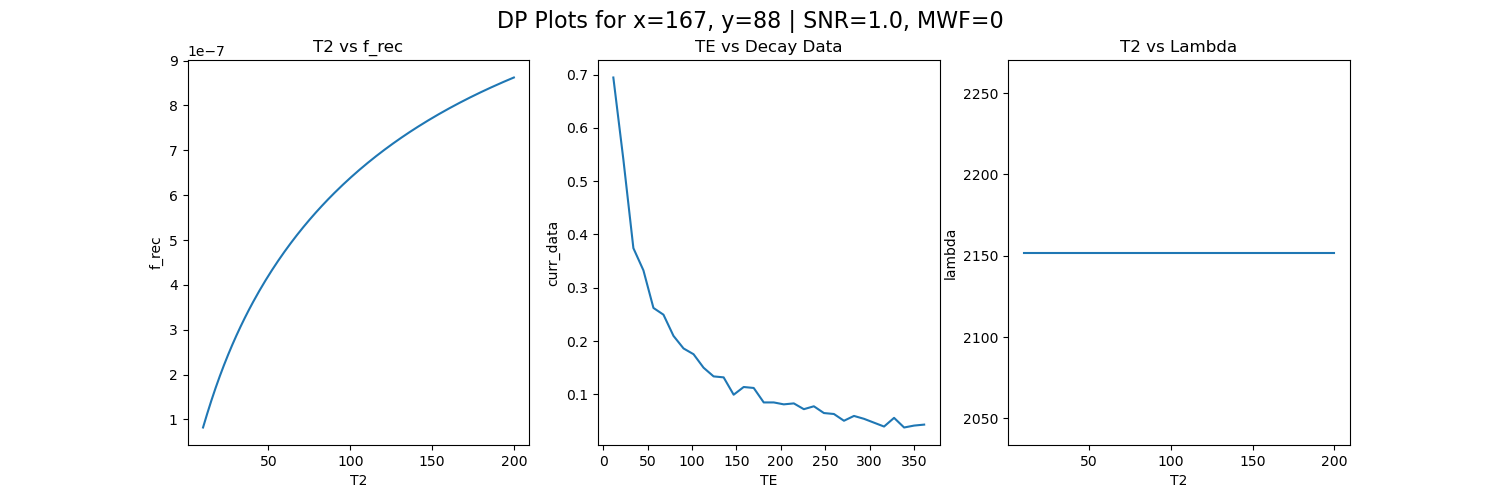 DP Plots for x=167, y=88 | SNR=1.0, MWF=0
T2 vs f_rec
1e−7
9
8
7
6
5
4
3
2
1
f_rec
50 100 150 200
T2
TE vs Decay Data
0.7
0.6
0.5
0.4
0.3
0.2
0.1
curr_data
0 50 100 150 200 250 300 350
TE
T2 vs Lambda
2250
2200
2150
2100
2050
lambda
50 100 150 200
T2